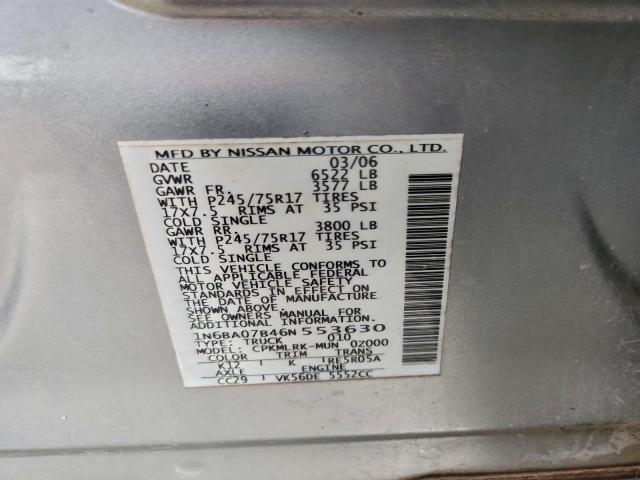 MFD BY NISSAN MOTOR CO., LTD.
DATE 03/06
GVWR 6522 LB
GAWR FR. 3577 LB
WITH P245/75R17 TIRES
17X7.5 RIMS AT 35 PSI
COLD SINGLE
GAWR RR. 3800 LB
WITH P245/75R17 TIRES
17X7.5 RIMS AT 35 PSI
COLD SINGLE
THIS VEHICLE CONFORMS TO
ALL APPLICABLE FEDERAL
MOTOR VEHICLE SAFETY
STANDARDS IN EFFECT ON
THE DATE OF MANUFACTURE
SHOWN ABOVE.
SEE OWNERS MANUAL FOR
ADDITIONAL INFORMATION
1N6BA07B46N553630
TYPE: TRUCK 010
MODEL: CPKMLRK-MUN 0Z000
COLOR TRIM TRANS
K12 K RE5R05A
AXLE ENGINE
CC29 VK56DE 5552CC